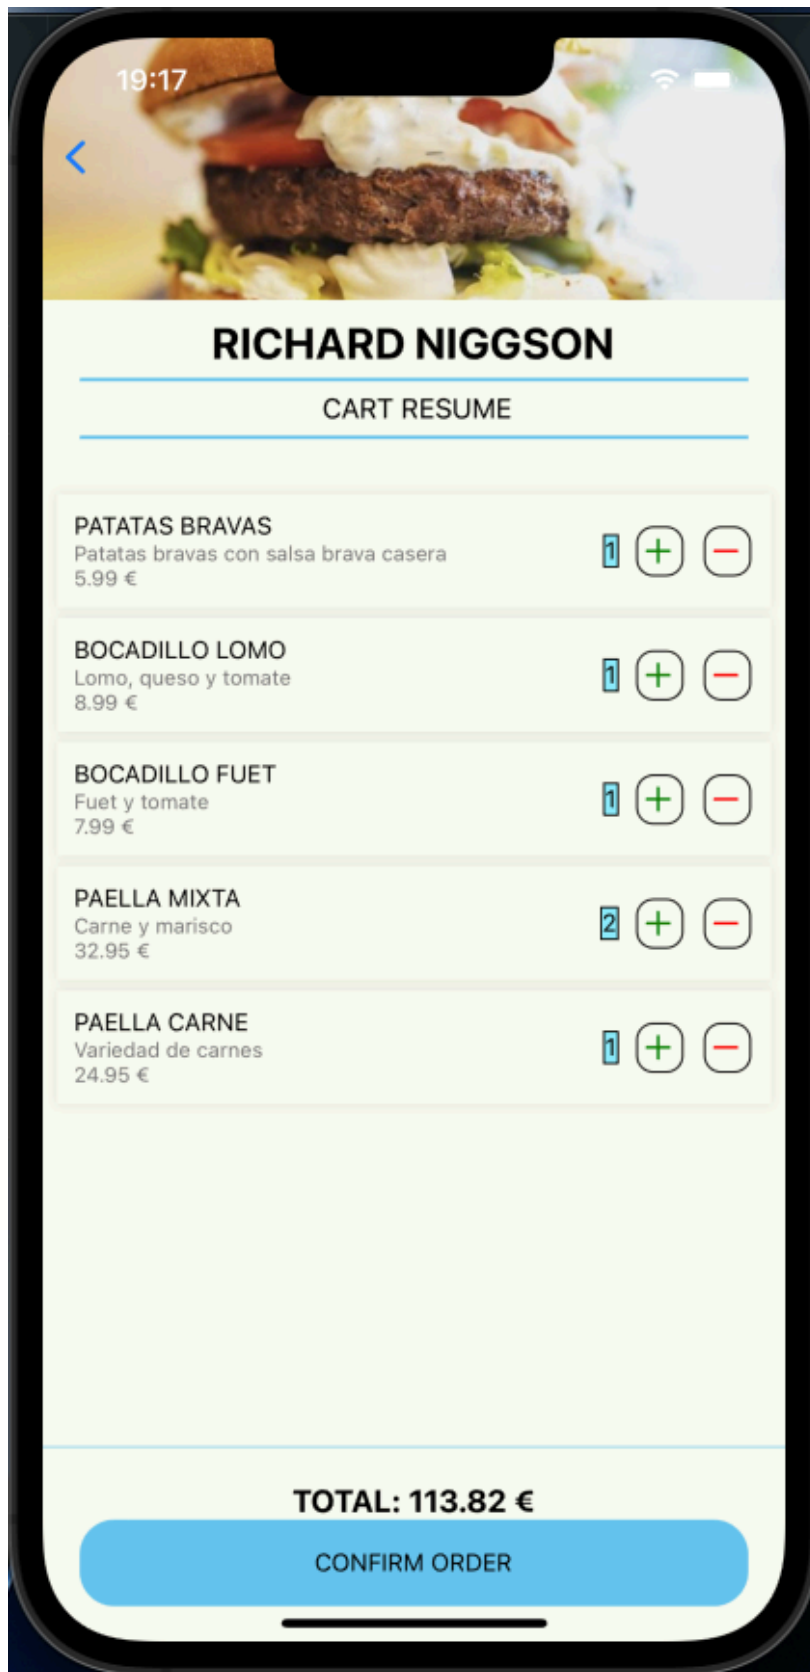 19:17
RICHARD NIGGSON
CART RESUME
PATATAS BRAVAS
Patatas bravas con salsa brava casera
5.99 €
1
BOCADILLO LOMO
Lomo, queso y tomate
8.99 €
1
BOCADILLO FUET
Fuet y tomate
7.99 €
1
PAELLA MIXTA
Carne y marisco
32.95 €
2
PAELLA CARNE
Variedad de carnes
24.95 €
1
TOTAL: 113.82 €
CONFIRM ORDER